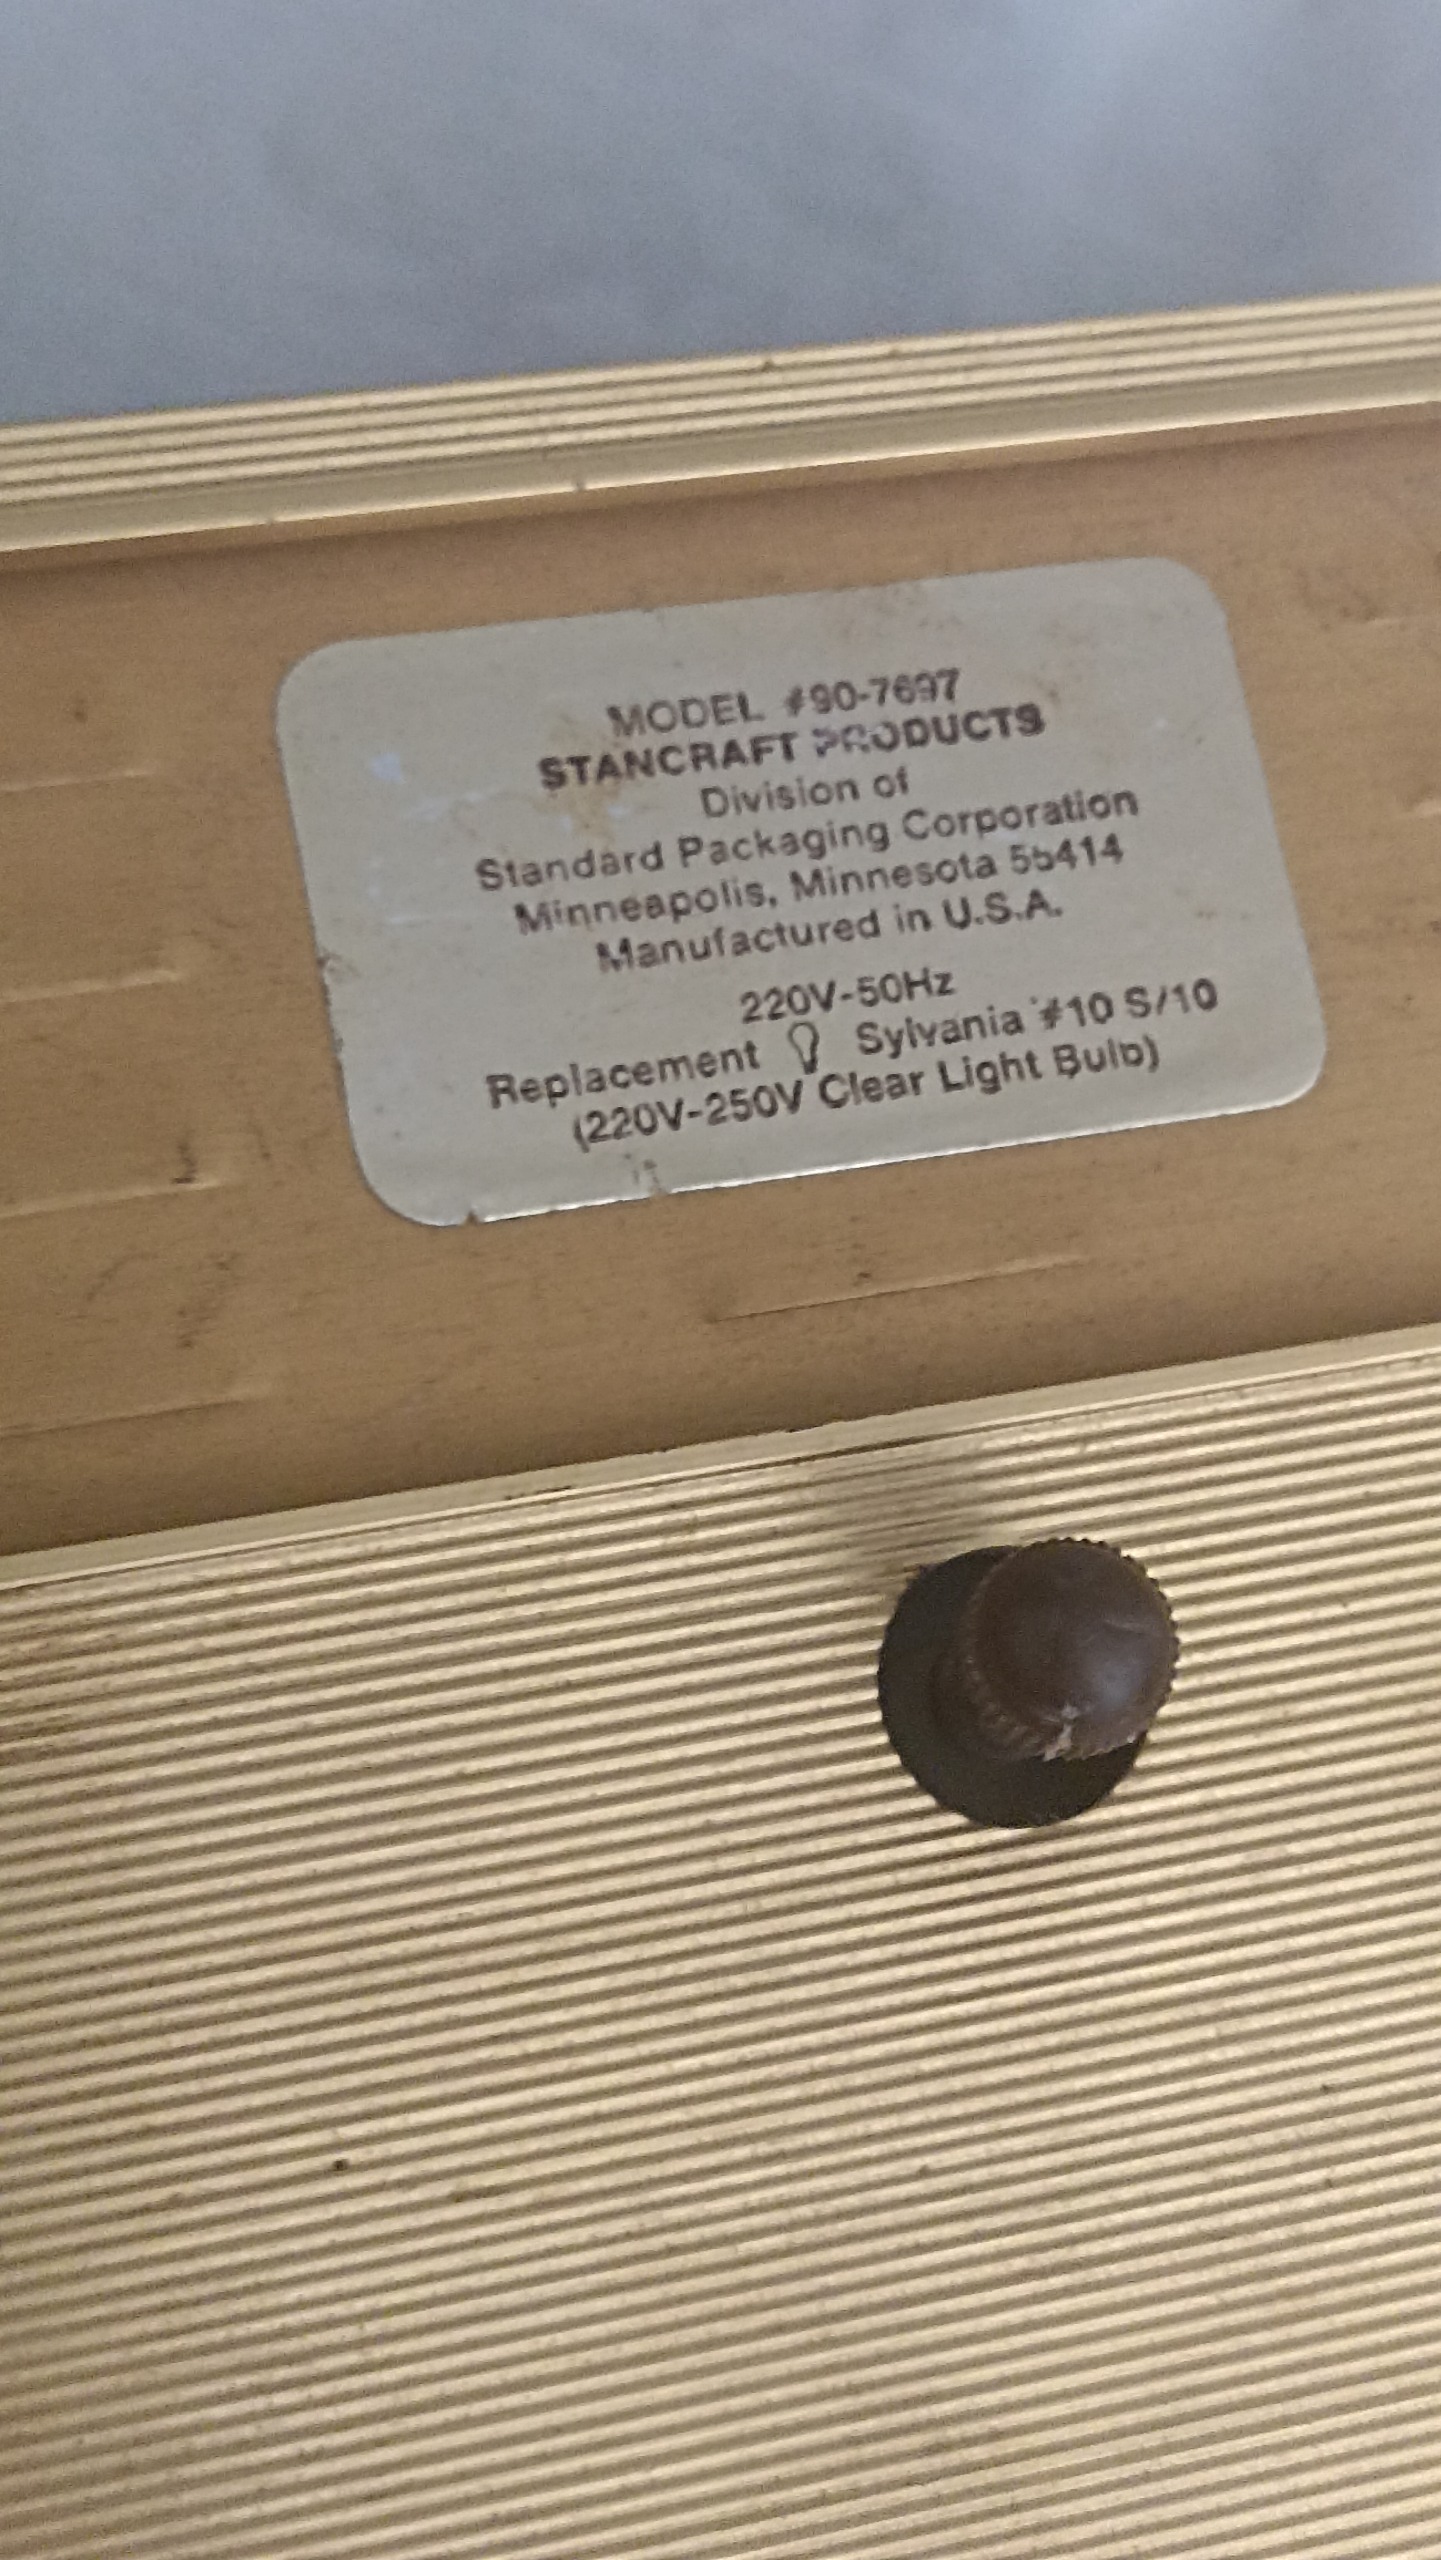 MODEL #90-7697
STANCRAFT PRODUCTS
Division of
Standard Packaging Corporation
Minneapolis, Minnesota 55414
Manufactured in U.S.A.
220V-50Hz
Replacement Sylvania #10 S/10
(220V-250V Clear Light Bulb)